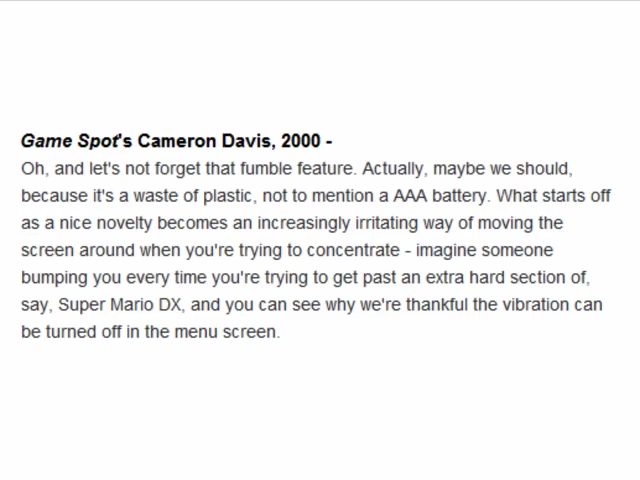 Game Spot's Cameron Davis, 2000 -
Oh, and let's not forget that fumble feature. Actually, maybe we should,
because it's a waste of plastic, not to mention a AAA battery. What starts off
as a nice novelty becomes an increasingly irritating way of moving the
screen around when you're trying to concentrate - imagine someone
bumping you every time you're trying to get past an extra hard section of,
say, Super Mario DX, and you can see why we're thankful the vibration can
be turned off in the menu screen.